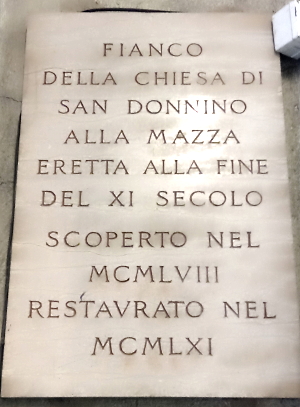 FIANCO
DELLA CHIESA DI
SAN DONNINO
ALLA MAZZA
ERETTA ALLA FINE
DEL XI SECOLO
SCOPERTO NEL
MCMLVIII
RESTAVRATO NEL
MCMLXI